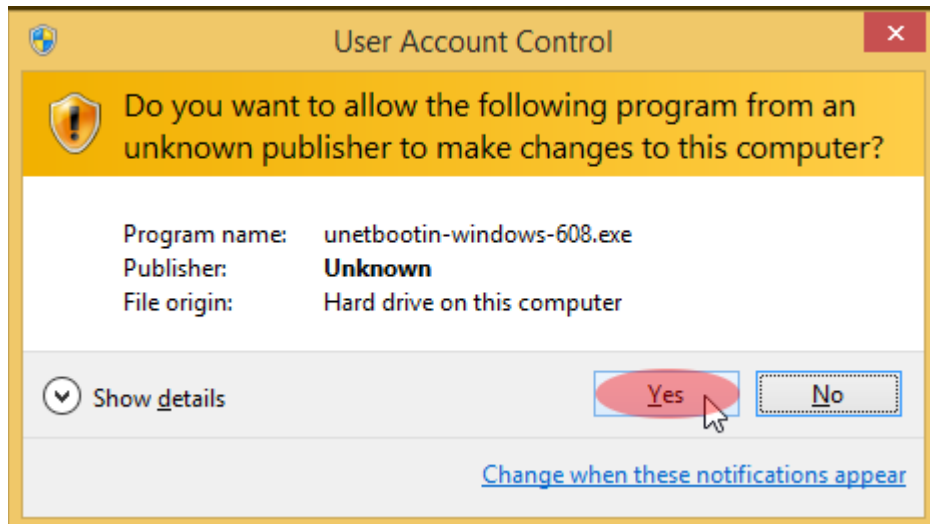 User Account Control
Do you want to allow the following program from an
unknown publisher to make changes to this computer?
Program name: unetbootin-windows-608.exe
Publisher: Unknown
File origin: Hard drive on this computer
Show details
Yes No
Change when these notifications appear